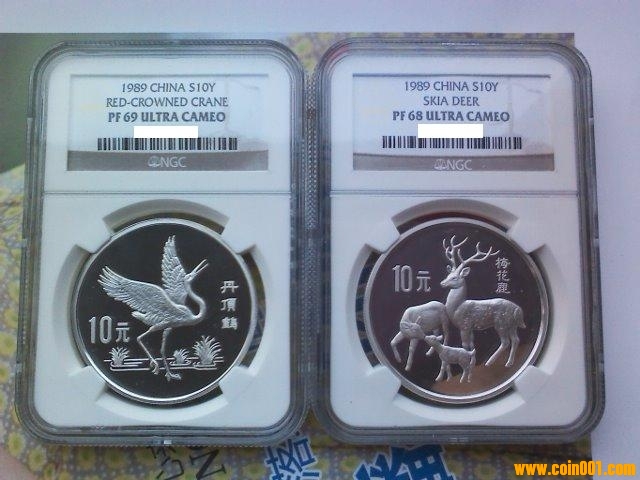 1989 CHINA S10Y
RED-CROWNED CRANE
PF 69 ULTRA CAMEO
NGC
10元
丹頂鶴
1989 CHINA S10Y
SKIA DEER
PF 68 ULTRA CAMEO
NGC
10元
梅花鹿
落
www.coin001.com